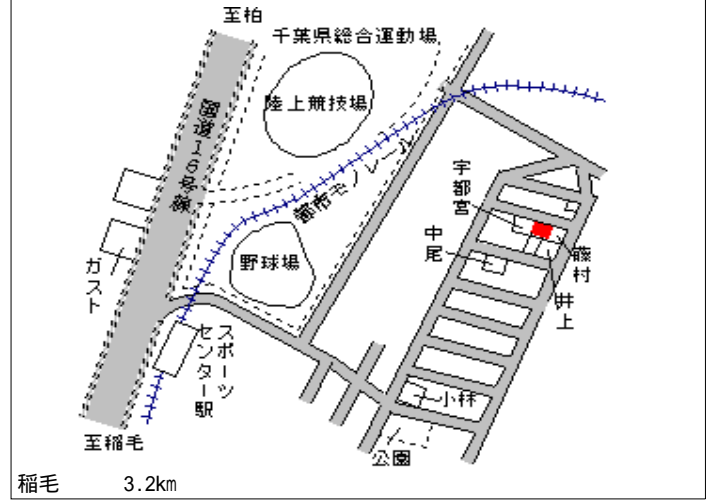 至柏
千葉県総合運動場
陸上競技場
国道16号線
都市モノレール
宇都宮
中尾
藤村
井上
野球場
ガスト
スポーツ
センター駅
小林
公園
至稲毛
稲毛 3.2km